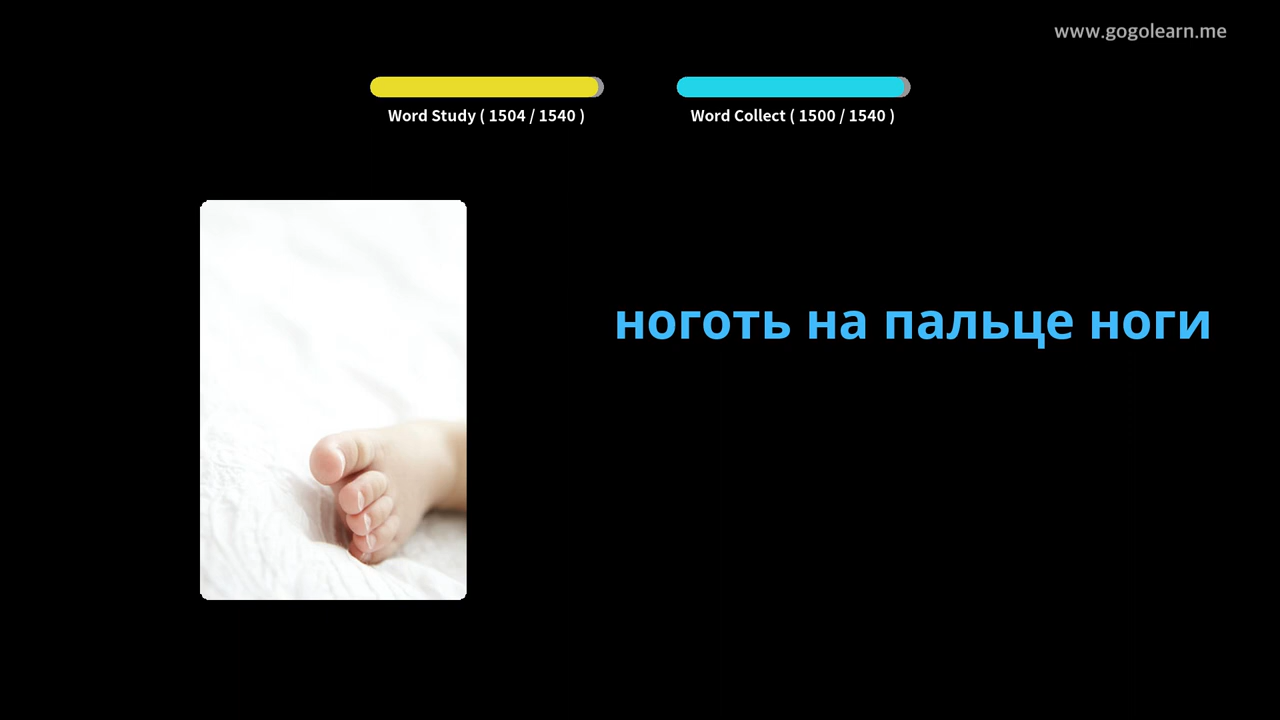 www.gogolearn.me
Word Study ( 1504 / 1540 )
Word Collect ( 1500 / 1540 )
ноготь на пальце ноги